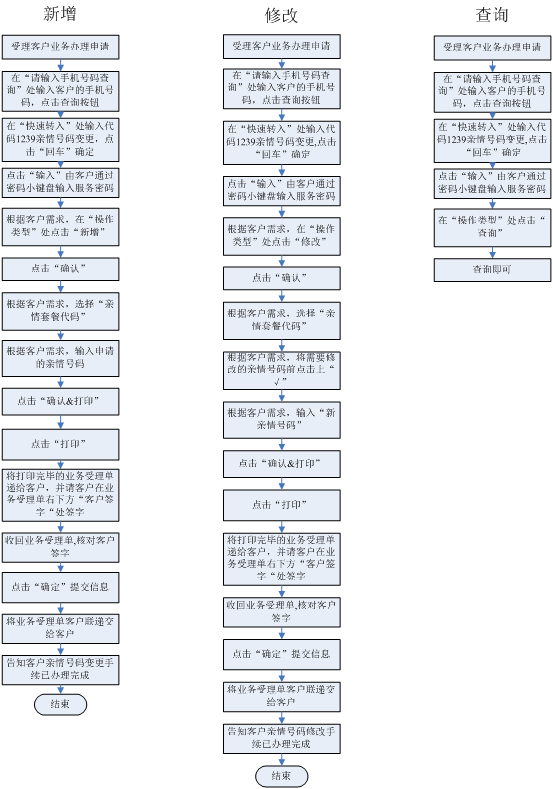 新增
受理客户业务办理申请
在“请输入手机号码查
询”处输入客户的手机号
码，点击查询按钮
在“快速转入”处输入代
码1239亲情号码变更，点
击“回车”确定
点击“输入”由客户通过
密码小键盘输入服务密码
根据客户需求，在“操作
类型”处点击“新增”
点击“确认”
根据客户需求，选择“亲
情套餐代码”
根据客户需求，输入申请
的亲情号码
点击“确认&打印”
点击“打印”
将打印完毕的业务受理单
递给客户，并请客户在业
务受理单右下方“客户签
字“处签字
收回业务受理单,核对客户
签字
点击“确定”提交信息
将业务受理单客户联递交
给客户
告知客户亲情号码变更手
续已办理完成
结束
修改
受理客户业务办理申请
在“请输入手机号码查
询”处输入客户的手机号
码，点击查询按钮
在“快速转入”处输入代
码1239亲情号码变更,点击
“回车”确定
点击“输入”由客户通过
密码小键盘输入服务密码
根据客户需求，在“操作
类型”处点击“修改”
点击“确认”
根据客户需求，选择“亲
情套餐代码”
根据客户需求，将需要修
改的亲情号码前点击上“
√”
根据客户需求，输入“新
亲情号码”
点击“确认&打印”
点击“打印”
将打印完毕的业务受理单
递给客户，并请客户在业
务受理单右下方“客户签
字“处签字
收回业务受理单,核对客户
签字
点击“确定”提交信息
将业务受理单客户联递交
给客户
告知客户亲情号码修改手
续已办理完成
结束
查询
受理客户业务办理申请
在“请输入手机号码查
询”处输入客户的手机号
码，点击查询按钮
在“快速转入”处输入代
码1239亲情号码变更,点击
“回车”确定
点击“输入”由客户通过
密码小键盘输入服务密码
在“操作类型”处点击“
查询”
查询即可